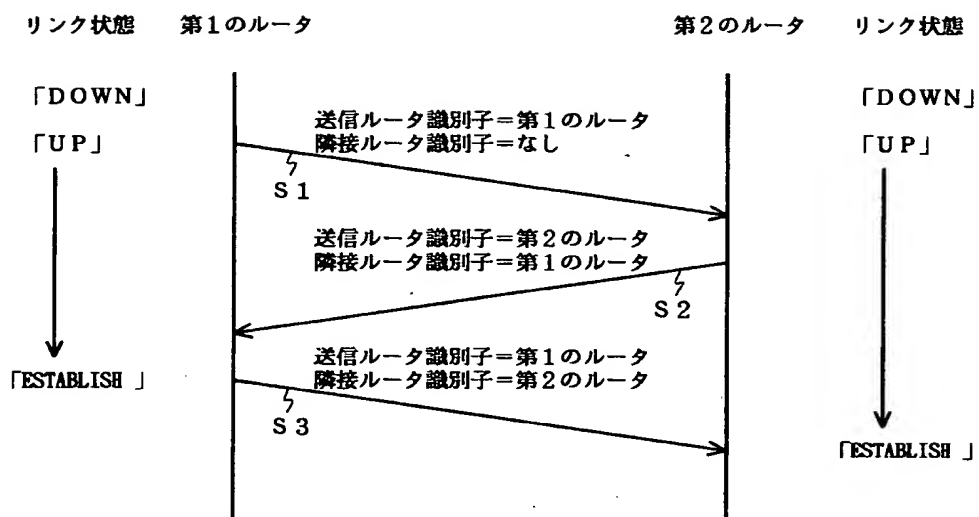 リンク状態 第1のルータ 第2のルータ リンク状態
「DOWN」 「DOWN」
送信ルータ識別子=第1のルータ
「UP」 隣接ルータ識別子=なし 「UP」
S1
送信ルータ識別子=第2のルータ
隣接ルータ識別子=第1のルータ
S2
送信ルータ識別子=第1のルータ
「ESTABLISH」 隣接ルータ識別子=第2のルータ
S3
「ESTABLISH」